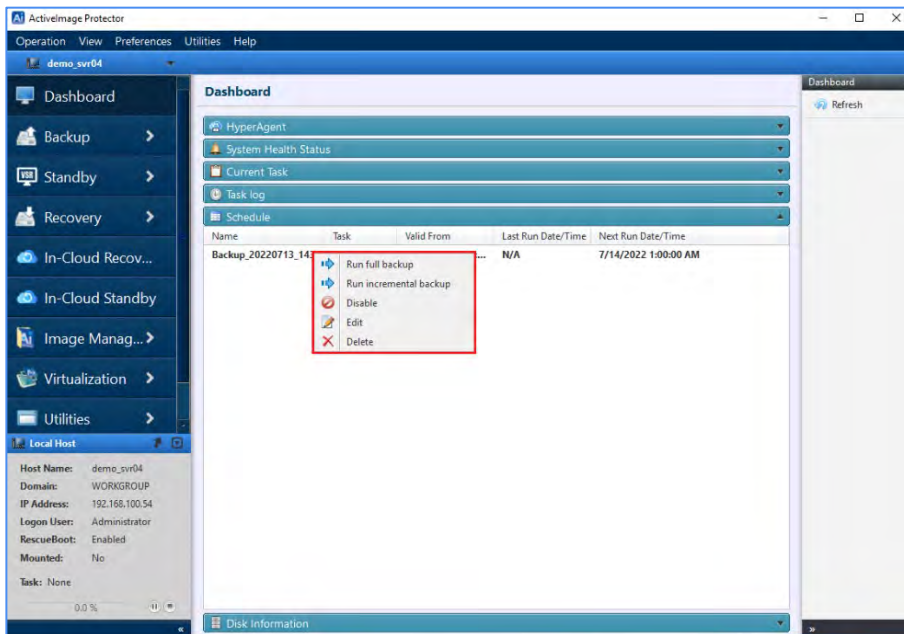 ActiveImage Protector
Operation View Preferences Utilities Help
demo_svr04
Dashboard
Backup
Standby
Recovery
In-Cloud Recov...
In-Cloud Standby
Image Manag...
Virtualization
Utilities
Local Host
Host Name: demo_svr04
Domain: WORKGROUP
IP Address: 192.168.100.54
Logon User: Administrator
RescueBoot: Enabled
Mounted: No
Task: None
0.0 %
Dashboard
HyperAgent
System Health Status
Current Task
Task log
Schedule
Name Task Valid From Last Run Date/Time Next Run Date/Time
Backup_20220713_143 ... N/A 7/14/2022 1:00:00 AM
Run full backup
Run incremental backup
Disable
Edit
Delete
Disk Information
Dashboard
Refresh